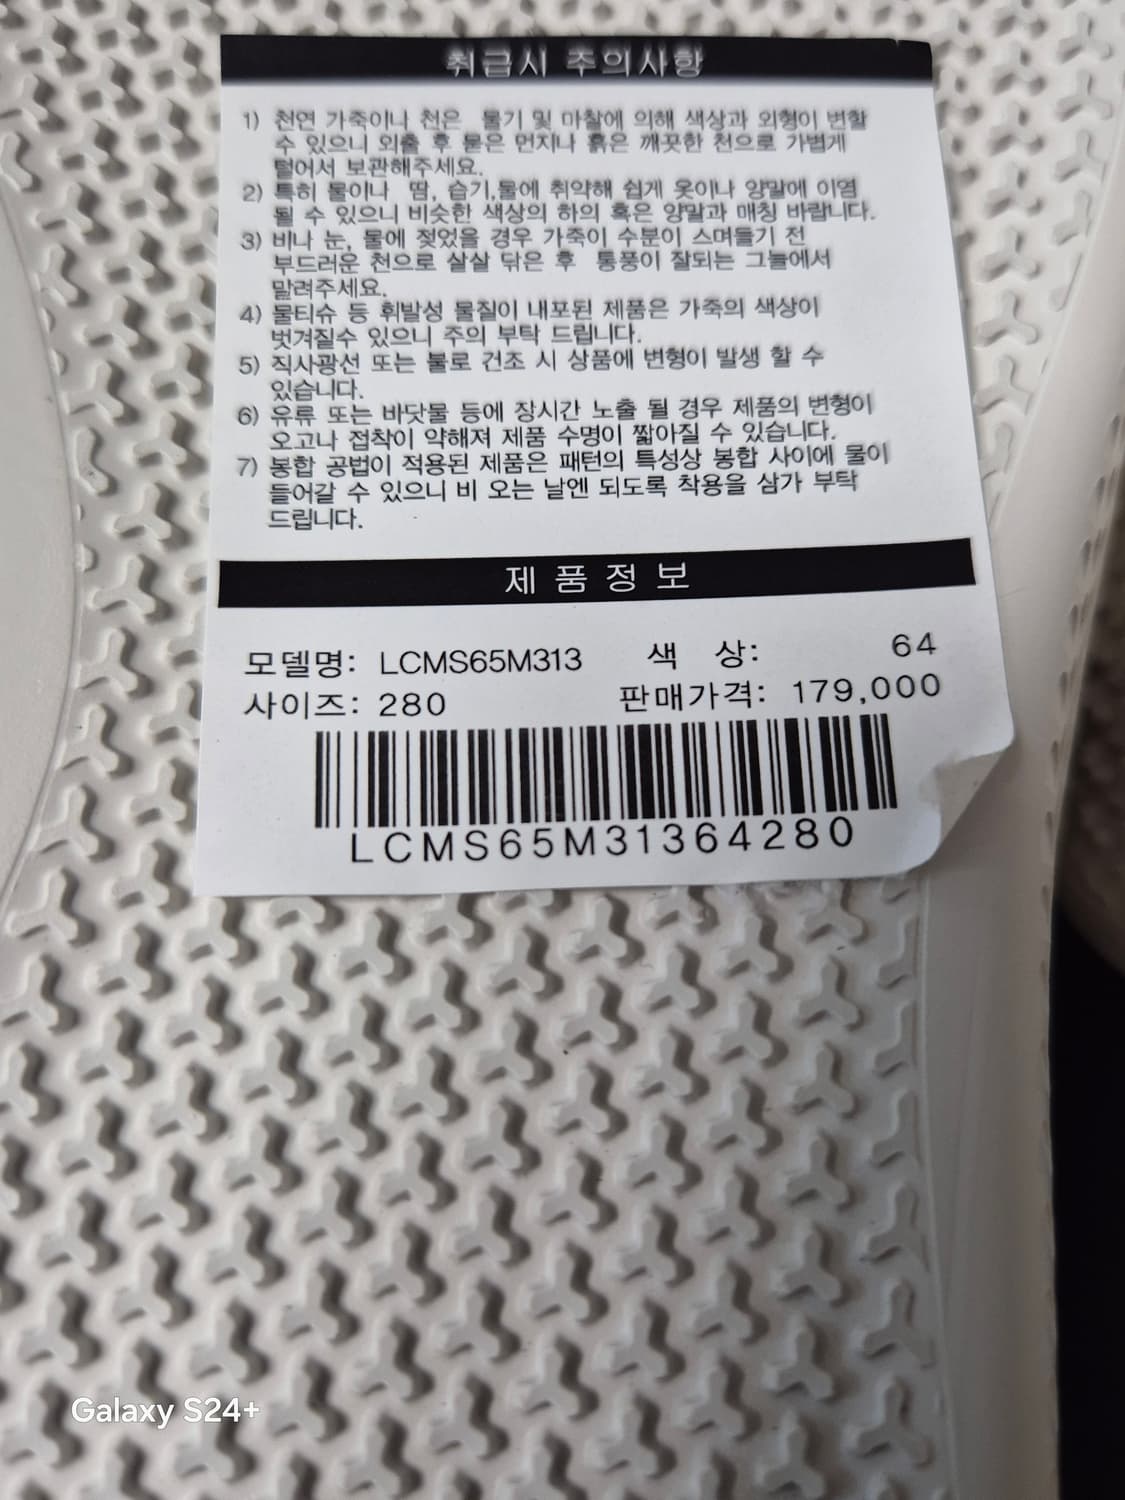 취급시 주의사항
1) 천연 가죽이나 천은 물기 및 마찰에 의해 색상과 외형이 변할
수 있으니 외출 후 묻은 먼지나 흙은 깨끗한 천으로 가볍게
털어서 보관해주세요.
2) 특히 물이나 땀, 습기,물에 취약해 쉽게 옷이나 양말에 이염
될 수 있으니 비슷한 색상의 하의 혹은 양말과 매칭 바랍니다.
3) 비나 눈, 물에 젖었을 경우 가죽이 수분이 스며들기 전
부드러운 천으로 살살 닦은 후 통풍이 잘되는 그늘에서
말려주세요.
4) 물티슈 등 휘발성 물질이 내포된 제품은 가죽의 색상이
벗겨질수 있으니 주의 부탁 드립니다.
5) 직사광선 또는 불로 건조 시 상품에 변형이 발생 할 수
있습니다.
6) 유류 또는 바닷물 등에 장시간 노출 될 경우 제품의 변형이
오고나 접착이 약해져 제품 수명이 짧아질 수 있습니다.
7) 봉합 공법이 적용된 제품은 패턴의 특성상 봉합 사이에 물이
들어갈 수 있으니 비 오는 날엔 되도록 착용을 삼가 부탁
드립니다.
제품정보
모델명: LCMS65M313 색 상: 64
사이즈: 280 판매가격: 179,000
LCMS65M31364280
Galaxy S24+